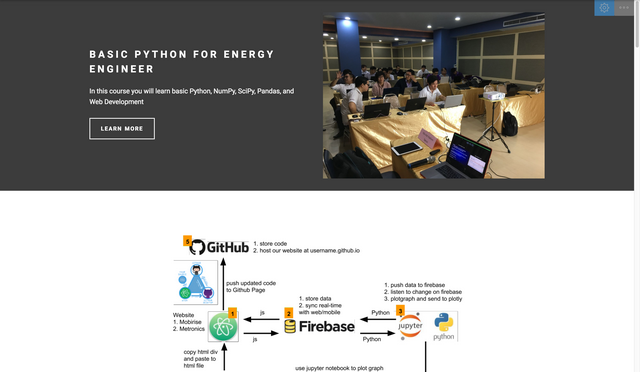 BASIC PYTHON FOR ENERGY
ENGINEER
In this course you will learn basic Python, NumPy, SciPy, Pandas, and
Web Development
LEARN MORE
5
GitHub
1. store code
2. host our website at username.github.io
push updated code
to Github Page
1. store data
2. sync real-time
with web/mobile
1. push data to firebase
2. listen to change on firebase
3. plotgraph and send to plotly
Website
1. Mobirise
2. Metronics
1
js
js
2
Firebase
Python
Python
3
jupyter
python
copy html div
and paste to
html file
use jupyter notebook to plot graph